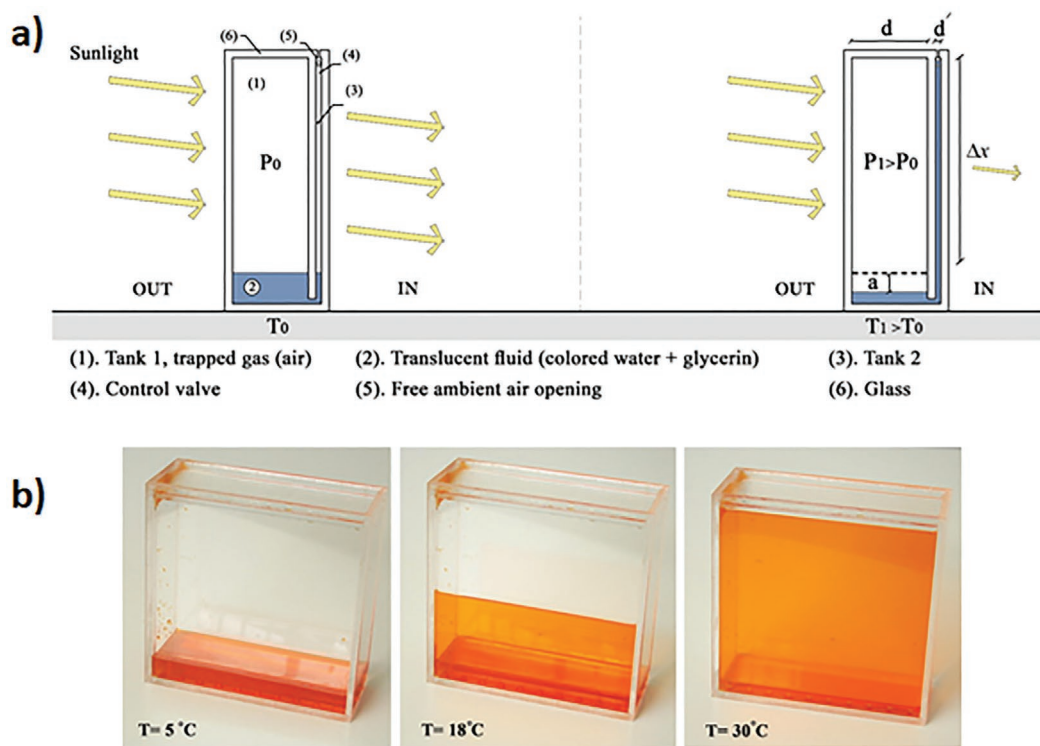 a)
Sunlight
(6)
(5)
(4)
(1)
(3)
P0
(2)
OUT
IN
T0
d
d′
P1>P0
Δx
a
OUT
IN
T1 >T0
(1). Tank 1, trapped gas (air)
(2). Translucent fluid (colored water + glycerin)
(3). Tank 2
(4). Control valve
(5). Free ambient air opening
(6). Glass
b)
T= 5 °C
T= 18°C
T= 30°C